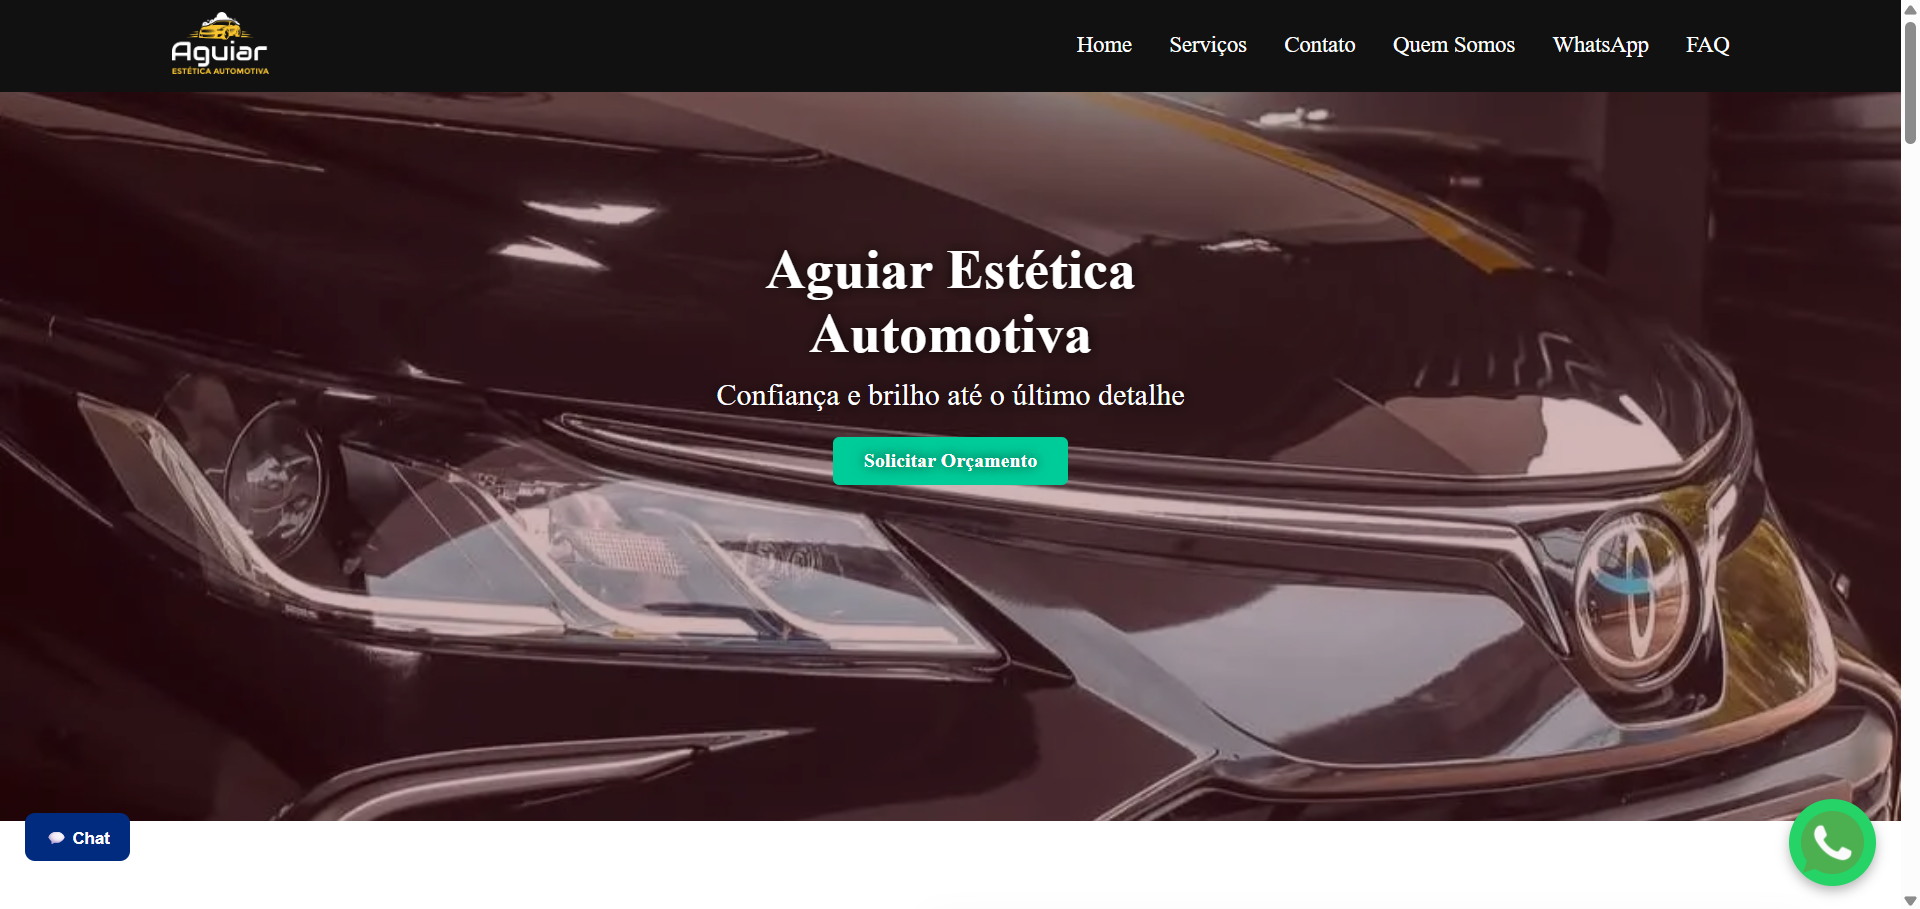 Aguiar
ESTÉTICA AUTOMOTIVA
Home
Serviços
Contato
Quem Somos
WhatsApp
FAQ
Aguiar Estética
Automotiva
Confiança e brilho até o último detalhe
Solicitar Orçamento
Chat